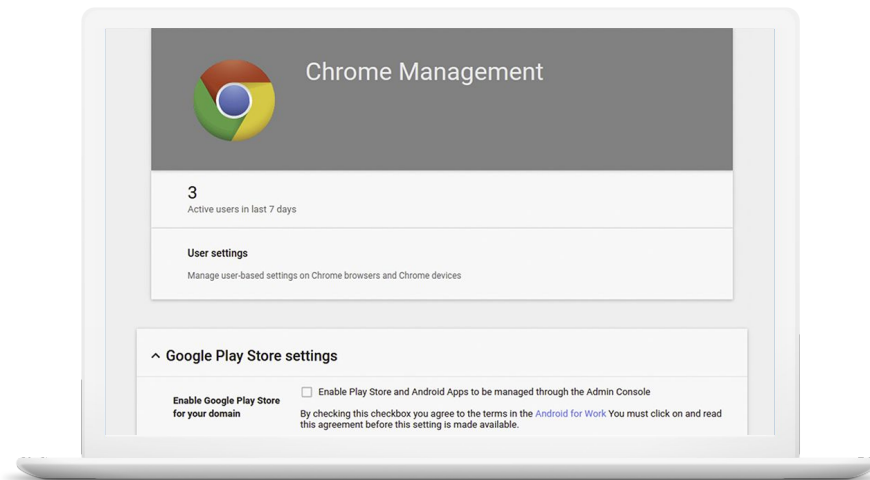 Chrome Management
3
Active users in last 7 days
User settings
Manage user-based settings on Chrome browsers and Chrome devices
Google Play Store settings
Enable Google Play Store
for your domain
Enable Play Store and Android Apps to be managed through the Admin Console
By checking this checkbox you agree to the terms in the Android for Work You must click on and read
this agreement before this setting is made available.